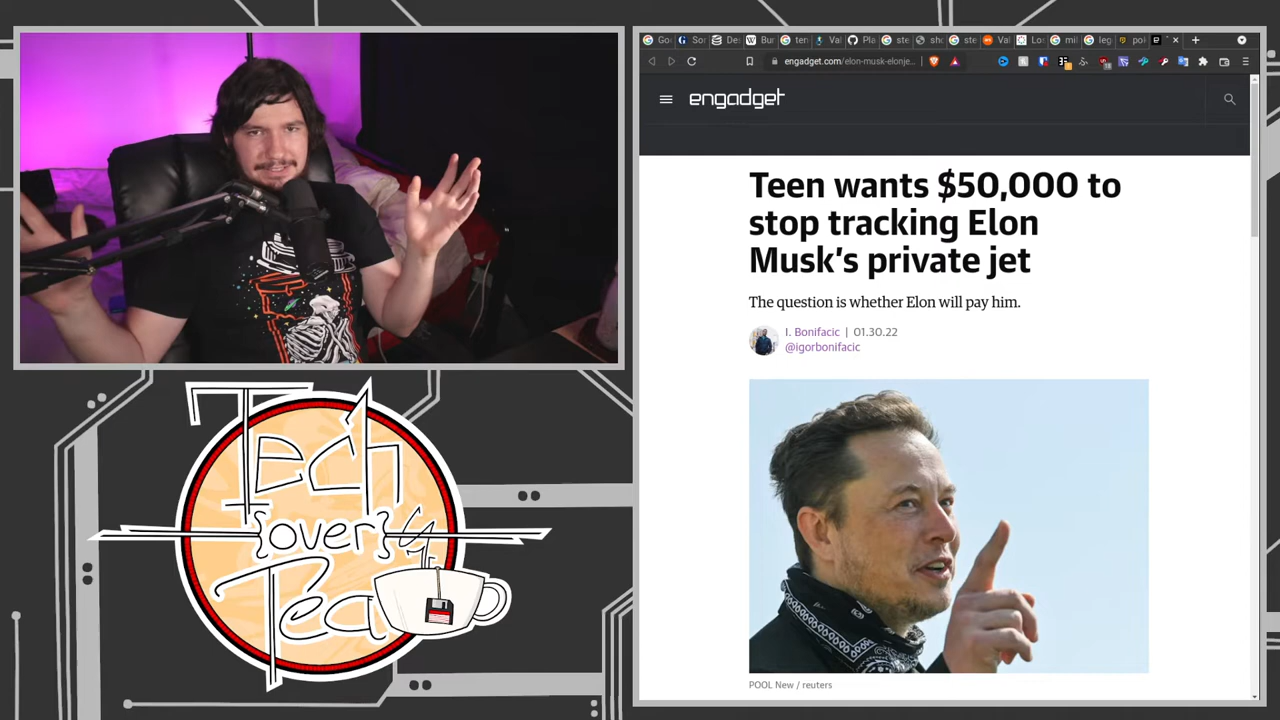 engadget.com/elon-musk-elonje...
engadget
Teen wants $50,000 to
stop tracking Elon
Musk's private jet
The question is whether Elon will pay him.
I. Bonifacic | 01.30.22
@igorbonifacic
POOL New / reuters
Tech
{over}
Tea